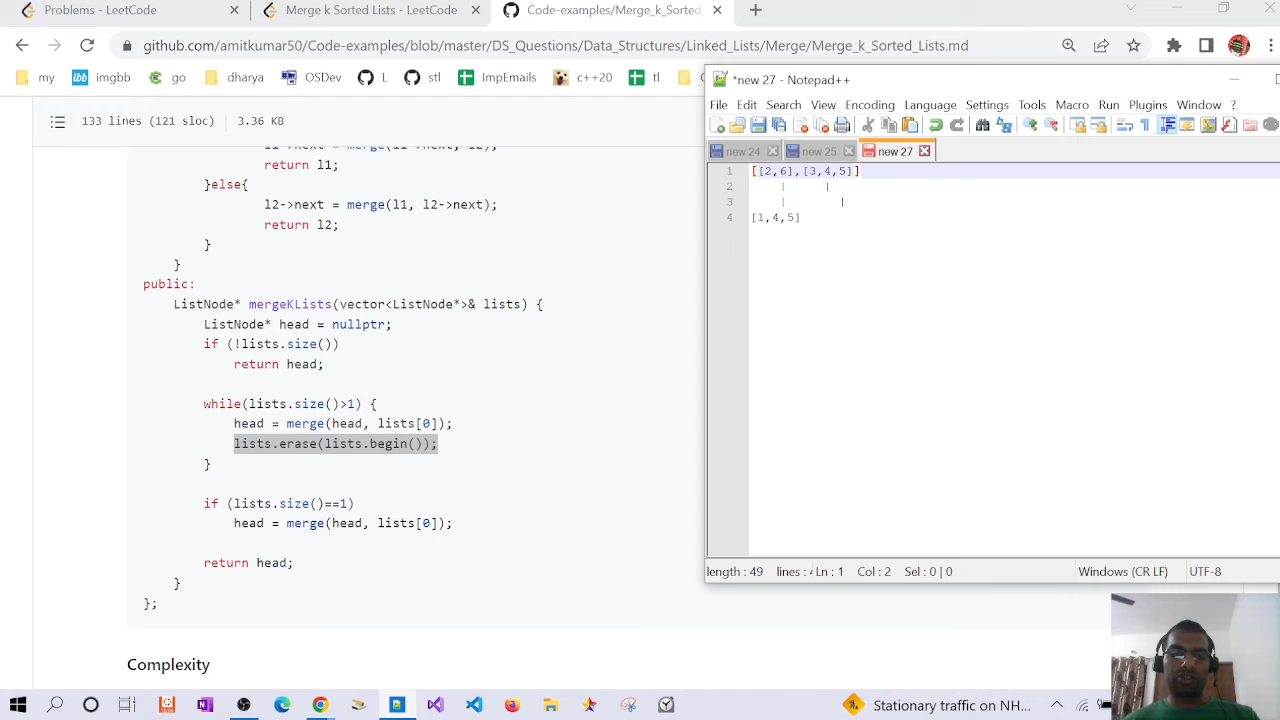 Problems - LeetCode
Merge k Sorted Lists - LeetCode
Code-examples/Merge_k_Sorted
github.com/amitkumar50/Code-examples/blob/master/DS_Questions/Data_Structures/Linked_Lists/Merge/Merge_k_Sorted_Lists.md
my
imgbb
go
dharya
OSDev
L
stl
ImpEmails
c++20
tl
133 lines (121 sloc)
3.36 KB
return l1;
}else{
l2->next = merge(l1, l2->next);
return l2;
}
}
public:
ListNode* mergeKLists(vector<ListNode*>& lists) {
ListNode* head = nullptr;
if (!lists.size())
return head;
while(lists.size()>1) {
head = merge(head, lists[0]);
lists.erase(lists.begin());
}
if (lists.size()==1)
head = merge(head, lists[0]);
return head;
}
};
Complexity
*new 27 - Notepad++
File Edit Search View Encoding Language Settings Tools Macro Run Plugins Window ?
new 24
new 25
new 27
1 [[2,6],[3,4,5]]
2 | |
3 | |
4 [1,4,5]
length : 49 lines : Ln : 1 Col : 2 Sel : 0 | 0 Windows (CR LF) UTF-8
Stationary traffic on NH...